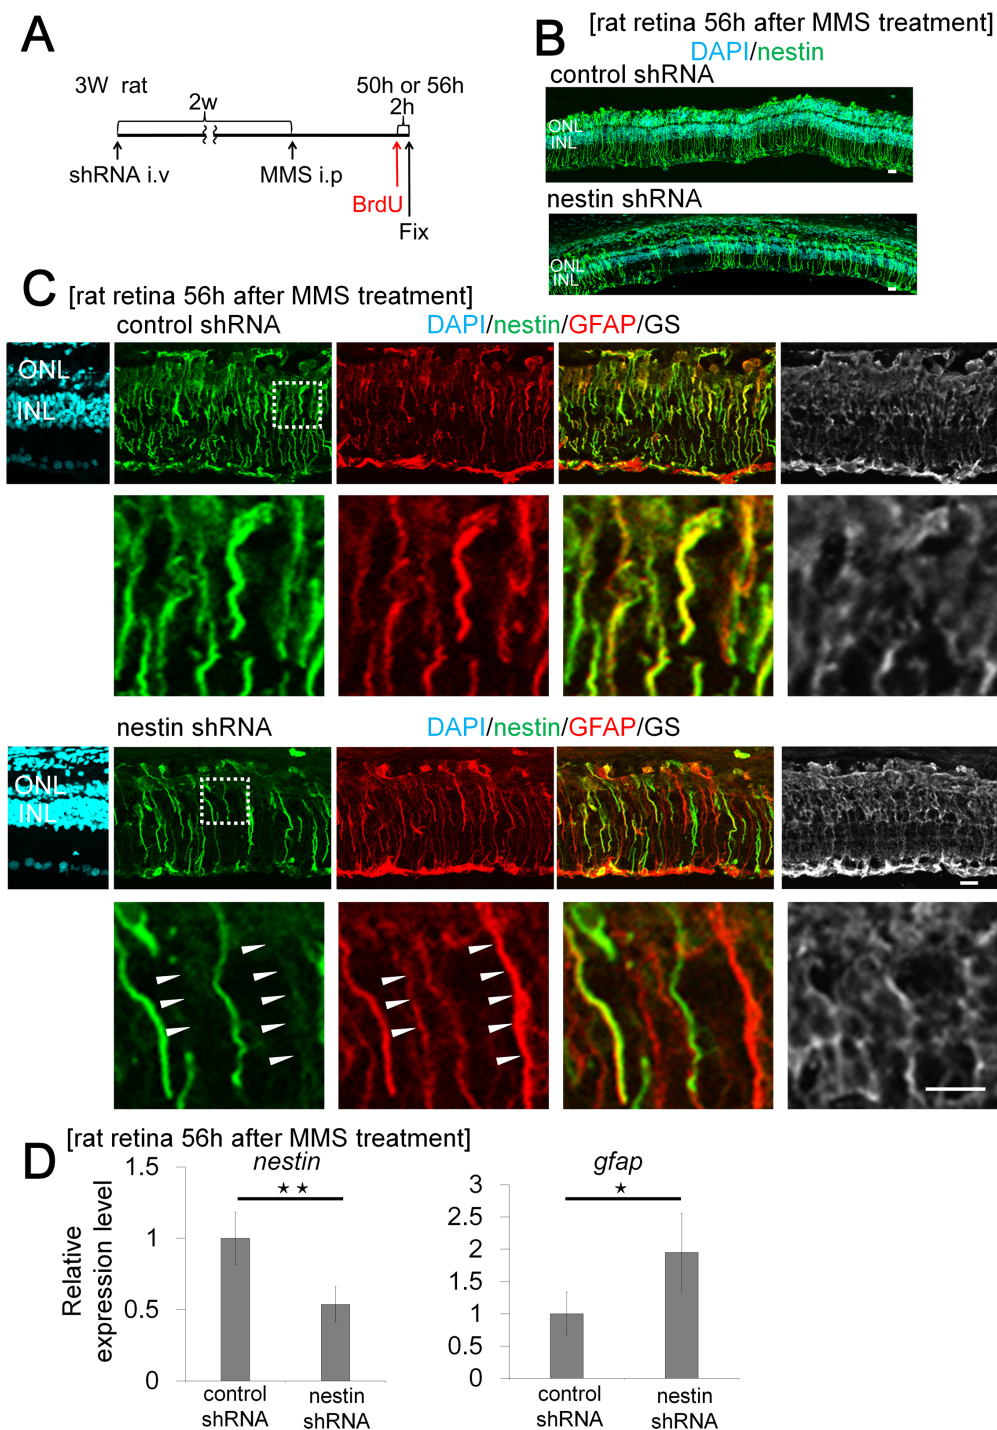 A
3W rat
50h or 56h
2w
2h
shRNA i.v
MMS i.p
BrdU
Fix
B
[rat retina 56h after MMS treatment]
DAPI/nestin
control shRNA
ONL
INL
nestin shRNA
ONL
INL
C
[rat retina 56h after MMS treatment]
control shRNA
DAPI/nestin/GFAP/GS
ONL
INL
nestin shRNA
DAPI/nestin/GFAP/GS
ONL
INL
D
[rat retina 56h after MMS treatment]
nestin
★ ★
Relative
expression level
1.5
1
0.5
0
control
shRNA
nestin
shRNA
gfap
★
3
2.5
2
1.5
1
0.5
0
control
shRNA
nestin
shRNA